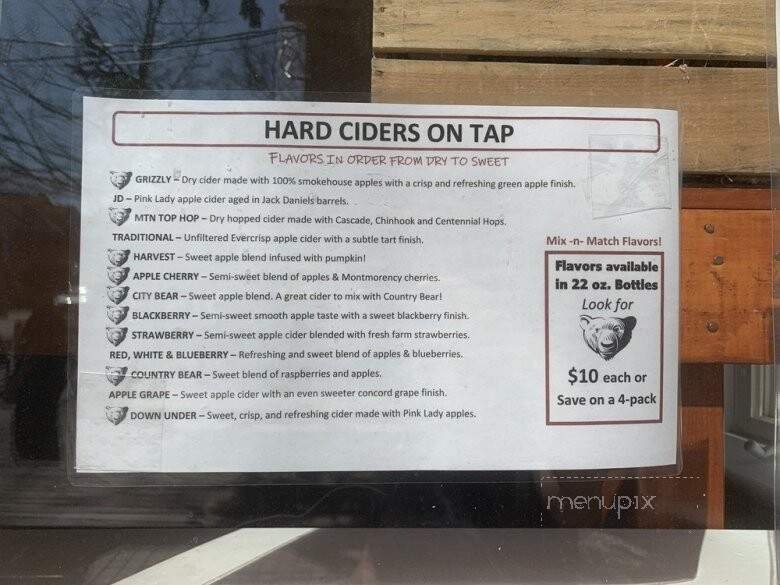 HARD CIDERS ON TAP
FLAVORS IN ORDER FROM DRY TO SWEET
GRIZZLY – Dry cider made with 100% smokehouse apples with a crisp and refreshing green apple finish.
JD – Pink Lady apple cider aged in Jack Daniels barrels.
MTN TOP HOP – Dry hopped cider made with Cascade, Chinhook and Centennial Hops.
TRADITIONAL – Unfiltered Evercrisp apple cider with a subtle tart finish.
HARVEST – Sweet apple blend infused with pumpkin!
APPLE CHERRY – Semi-sweet blend of apples & Montmorency cherries.
CITY BEAR – Sweet apple blend. A great cider to mix with Country Bear!
BLACKBERRY – Semi-sweet smooth apple taste with a sweet blackberry finish.
STRAWBERRY – Semi-sweet apple cider blended with fresh farm strawberries.
RED, WHITE & BLUEBERRY – Refreshing and sweet blend of apples & blueberries.
COUNTRY BEAR – Sweet blend of raspberries and apples.
APPLE GRAPE – Sweet apple cider with an even sweeter concord grape finish.
DOWN UNDER – Sweet, crisp, and refreshing cider made with Pink Lady apples.
Mix -n- Match Flavors!
Flavors available
in 22 oz. Bottles
Look for
$10 each or
Save on a 4-pack
menupix